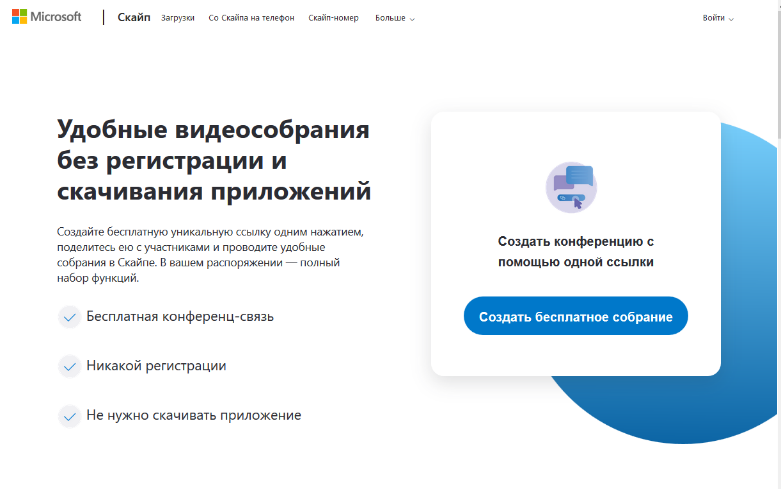 Microsoft Скайп Загрузки Со Скайпа на телефон Скайп-номер Больше Войти
Удобные видеособрания
без регистрации и
скачивания приложений
Создайте бесплатную уникальную ссылку одним нажатием,
поделитесь ею с участниками и проводите удобные
собрания в Скайпе. В вашем распоряжении — полный
набор функций.
Бесплатная конференц-связь
Никакой регистрации
Не нужно скачивать приложение
Создать конференцию с
помощью одной ссылки
Создать бесплатное собрание